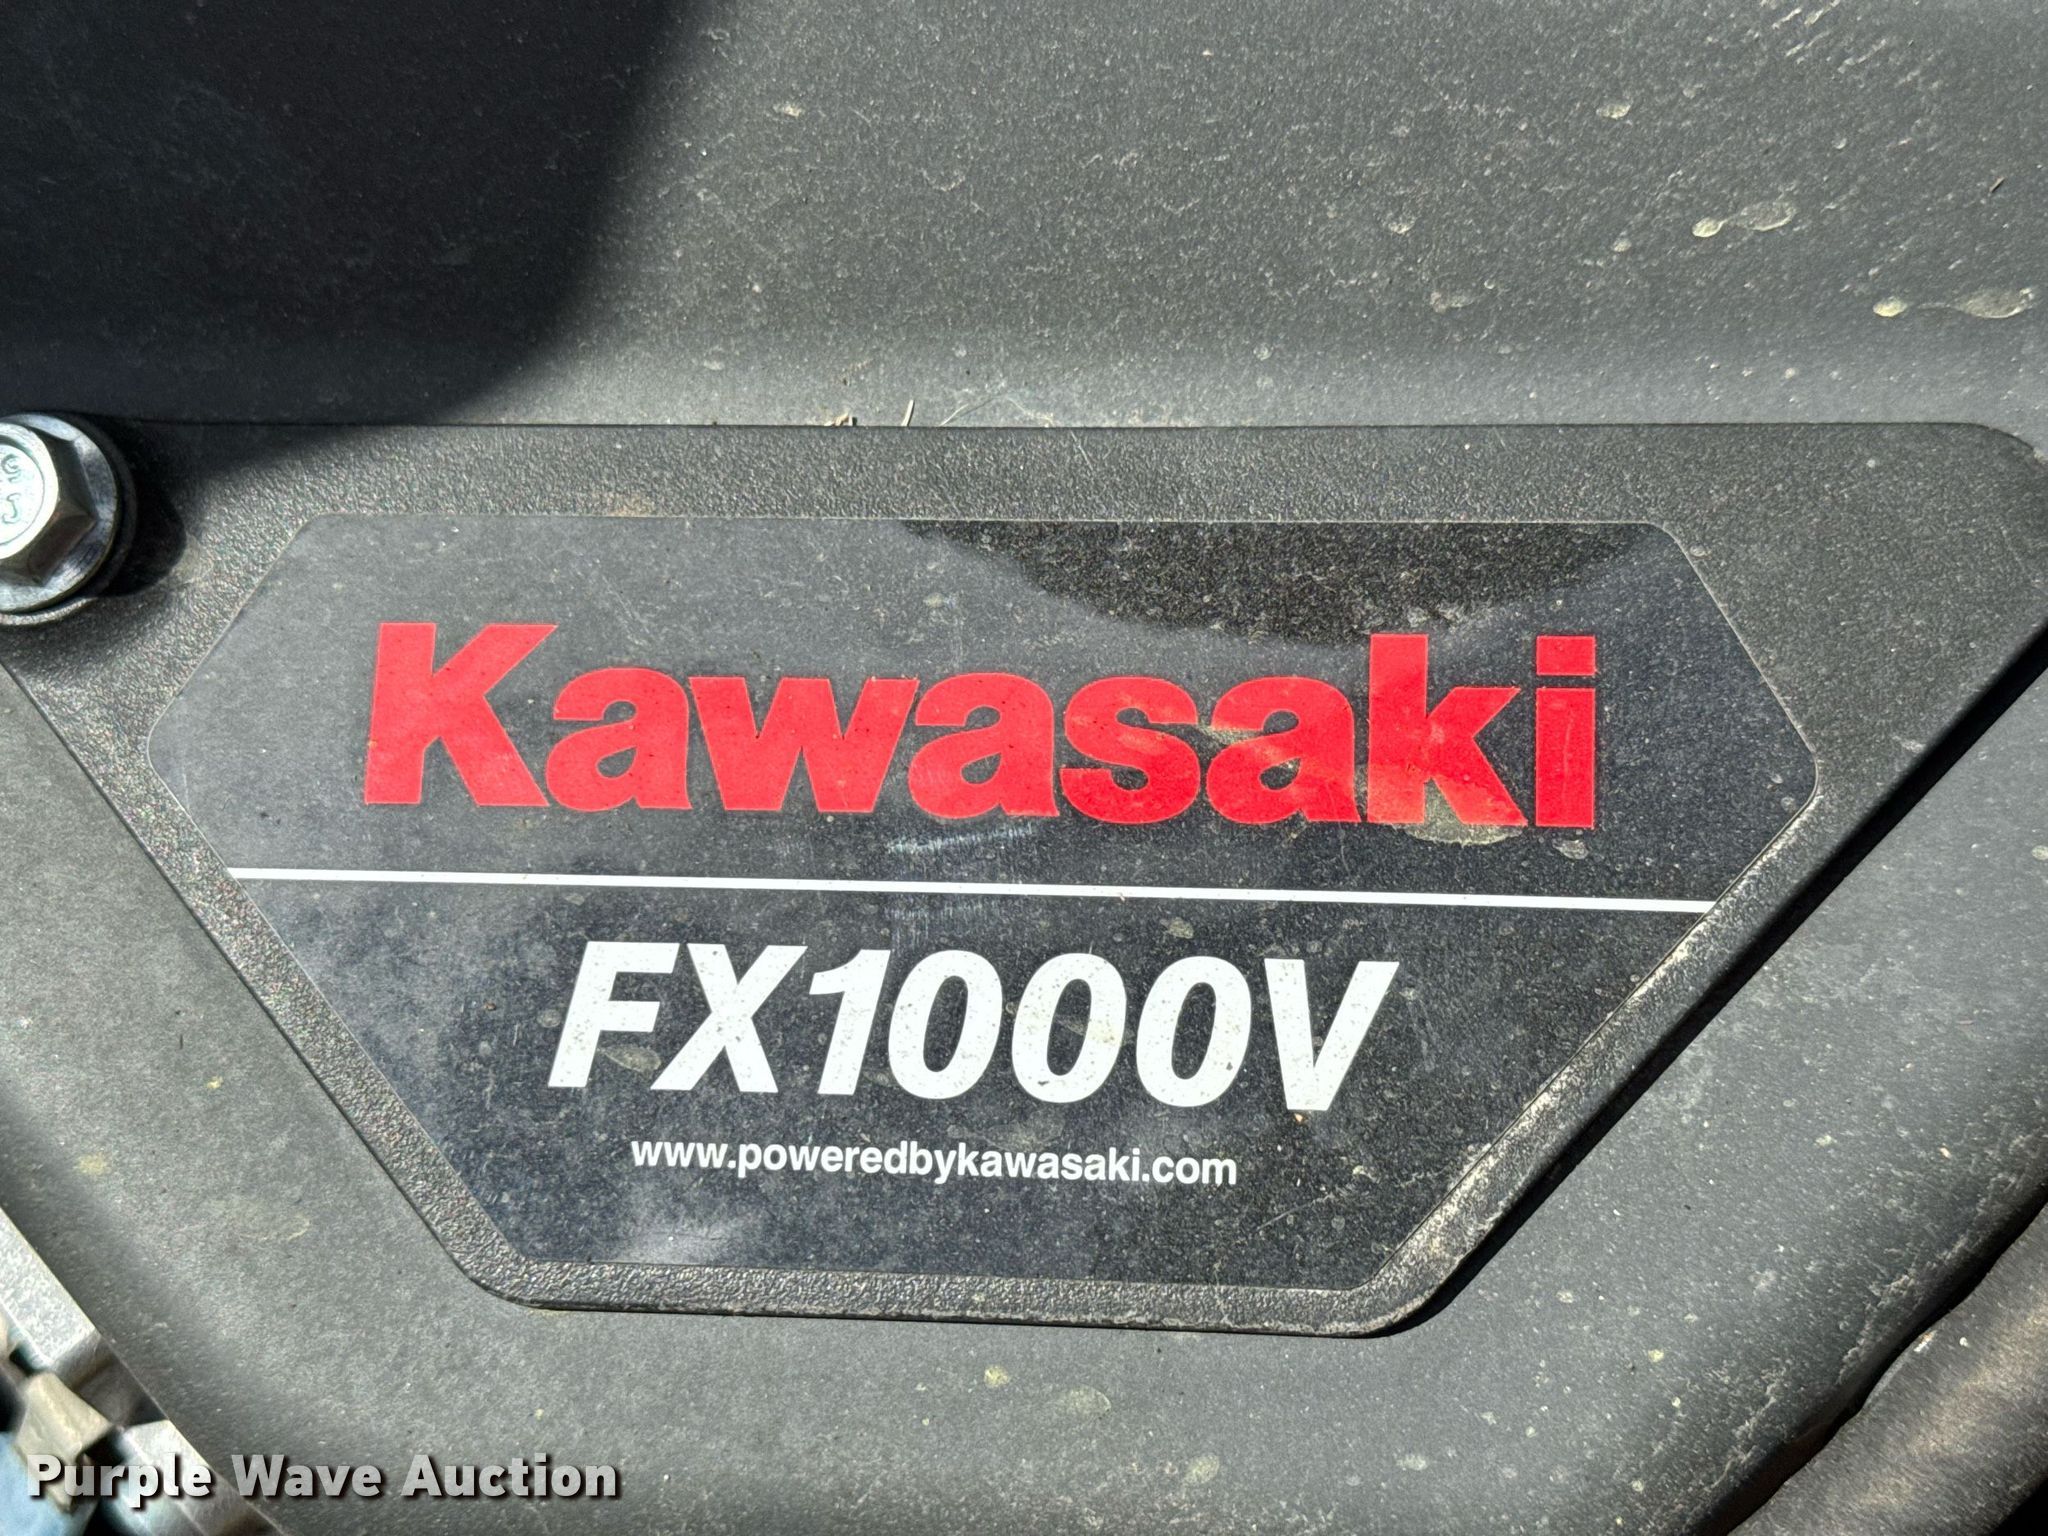 Kawasaki
FX1000V
www.poweredbykawasaki.com
Purple Wave Auction